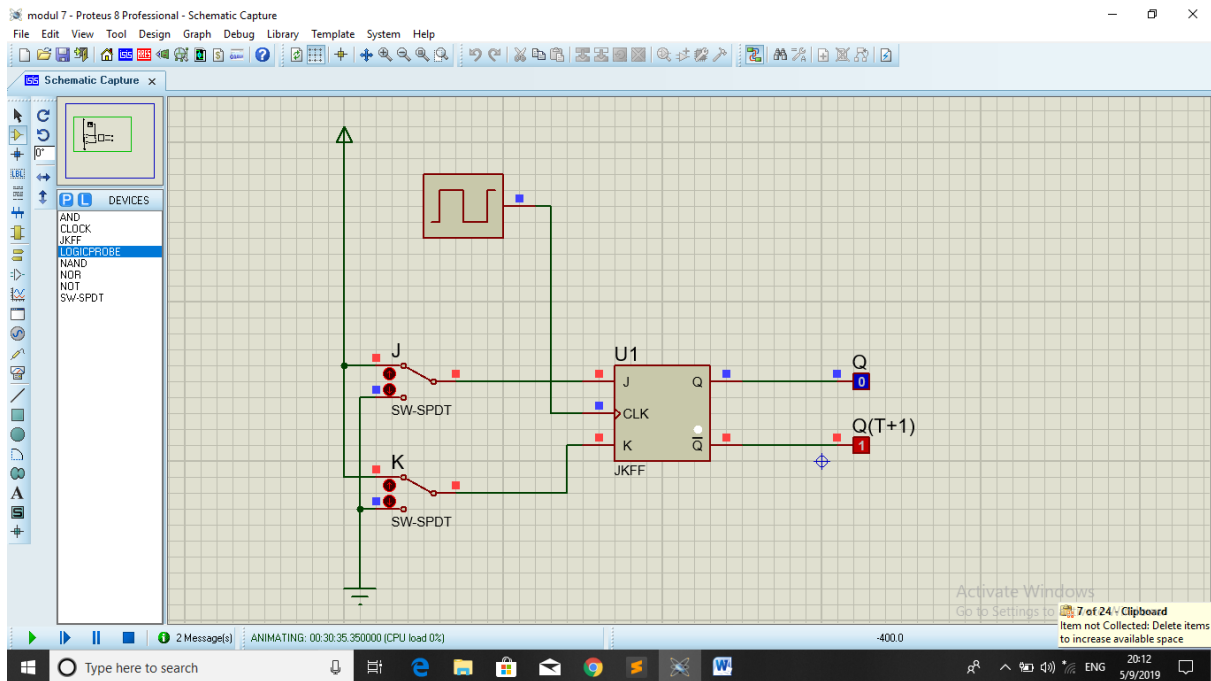 modul 7 - Proteus 8 Professional - Schematic Capture
File Edit View Tool Design Graph Debug Library Template System Help
Schematic Capture x
0°
LBL
P L DEVICES
AND
CLOCK
JKFF
LOGICPROBE
NAND
NOR
NOT
SW-SPDT
A
S
J
SW-SPDT
K
SW-SPDT
U1
J Q
CLK
K Q
JKFF
Q
0
Q(T+1)
1
Activate Windows
Go to Settings to
7 of 24 - Clipboard
Item not Collected: Delete items
to increase available space
2 Message(s) ANIMATING: 00:30:35.350000 (CPU load 0%) -400.0
Type here to search
ENG
20:12
5/9/2019